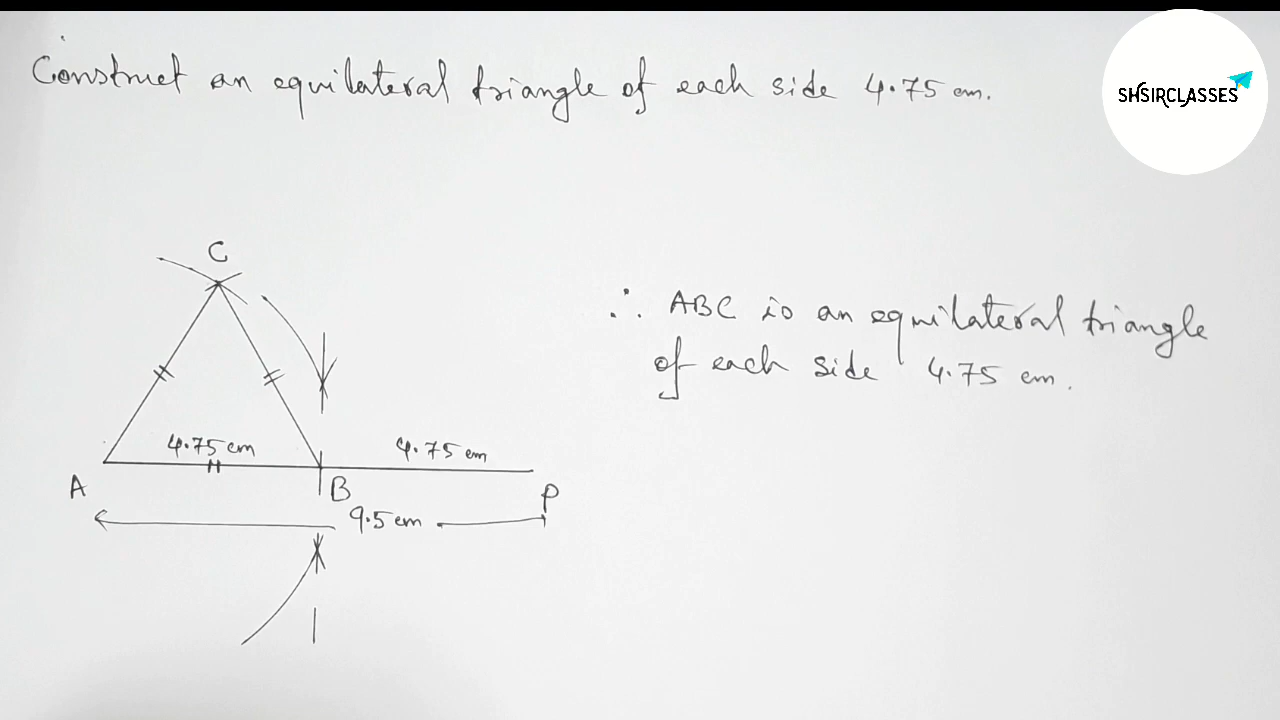 Construct an equilateral triangle of each side 4.75 cm.
SHSIRCLASSES
C
∴ ABC is an equilateral triangle
of each side 4.75 cm.
4.75 cm 4.75 cm
A B P
9.5 cm